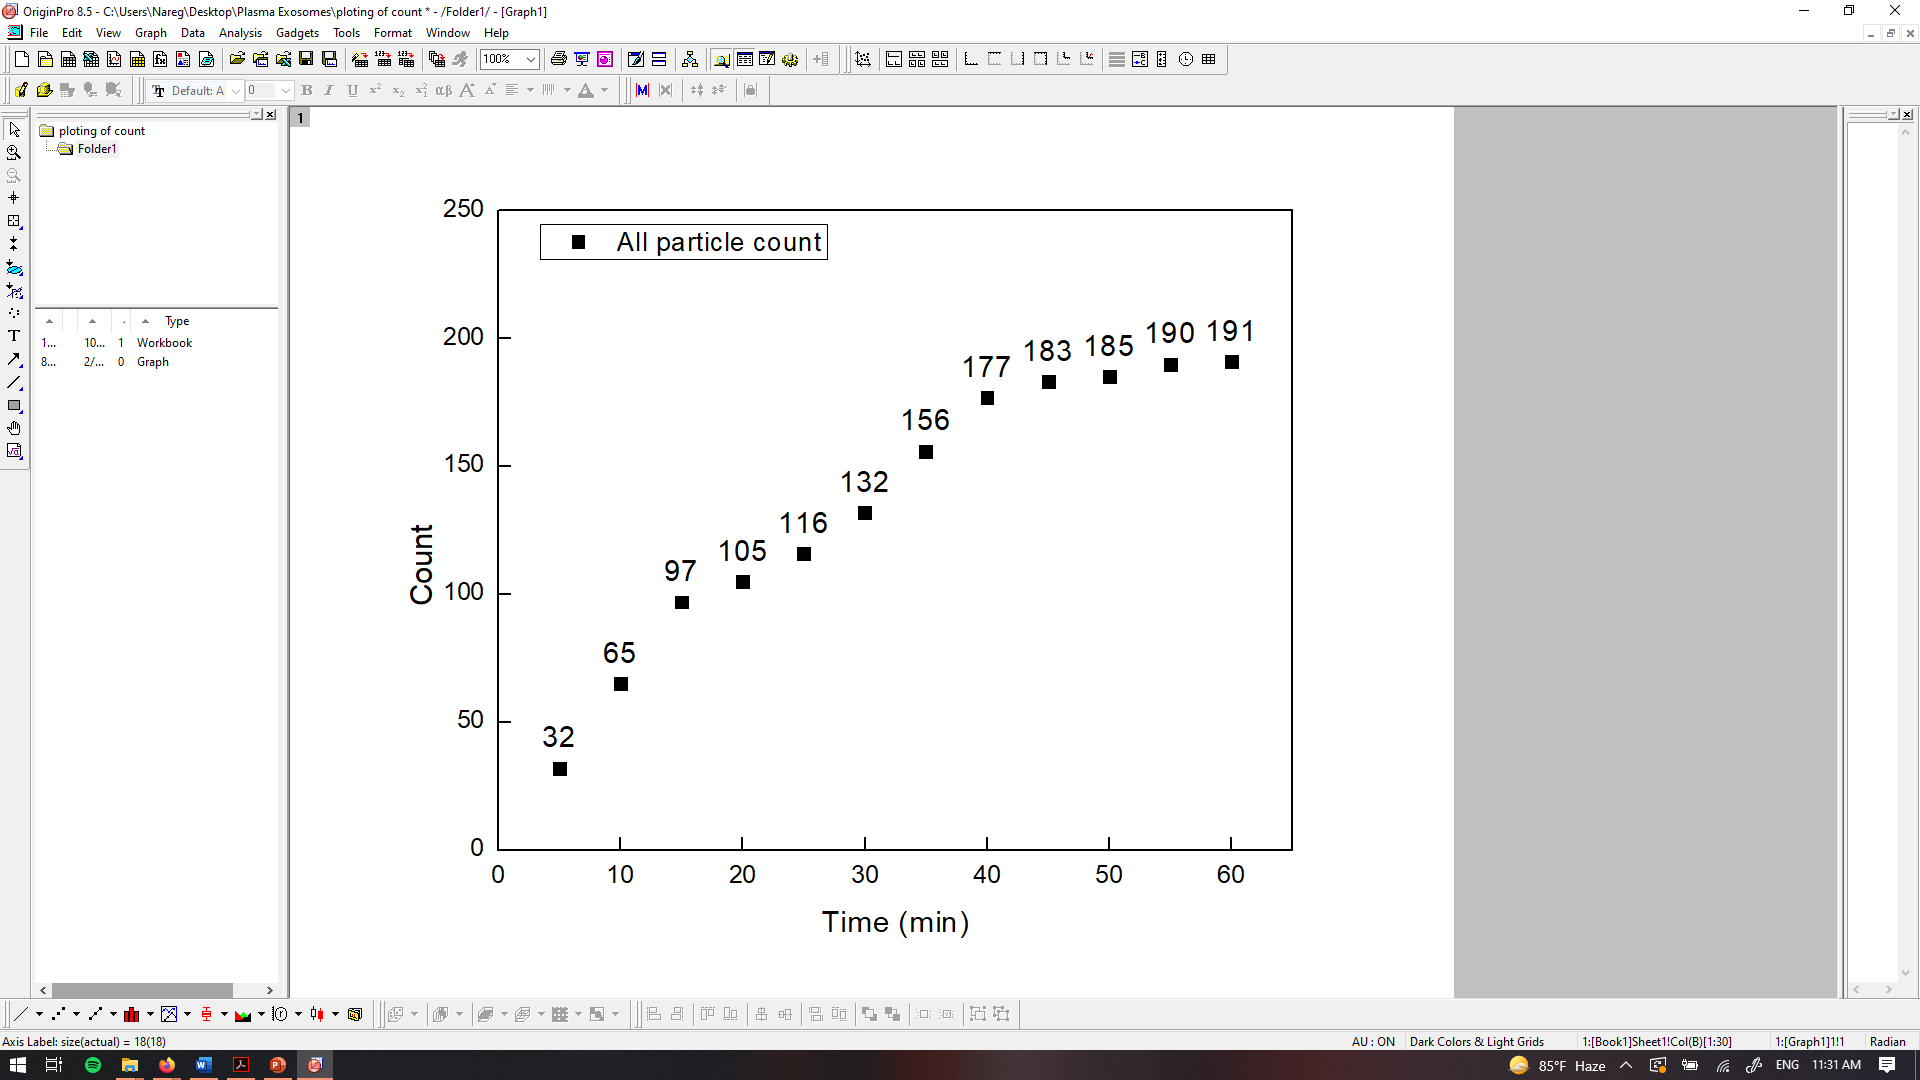 OriginPro 8.5 - C:\Users\Nareg\Desktop\Plasma Exosomes\ploting of count * - /Folder1/ - [Graph1]
File Edit View Graph Data Analysis Gadgets Tools Format Window Help
100%
Default: A 0 B I U x² x₂ αβ A A A M
ploting of count
Folder1
1
Type
1... 10... 1 Workbook
8... 2/... 0 Graph
T
250
200
150
100
50
0
Count
All particle count
32
65
97
105
116
132
156
177
183
185
190
191
0 10 20 30 40 50 60
Time (min)
Axis Label: size(actual) = 18(18)
AU : ON Dark Colors & Light Grids 1:[Book1]Sheet1!Col(B)[1:30] 1:[Graph1]1!1 Radian
85°F Haze ENG 11:31 AM